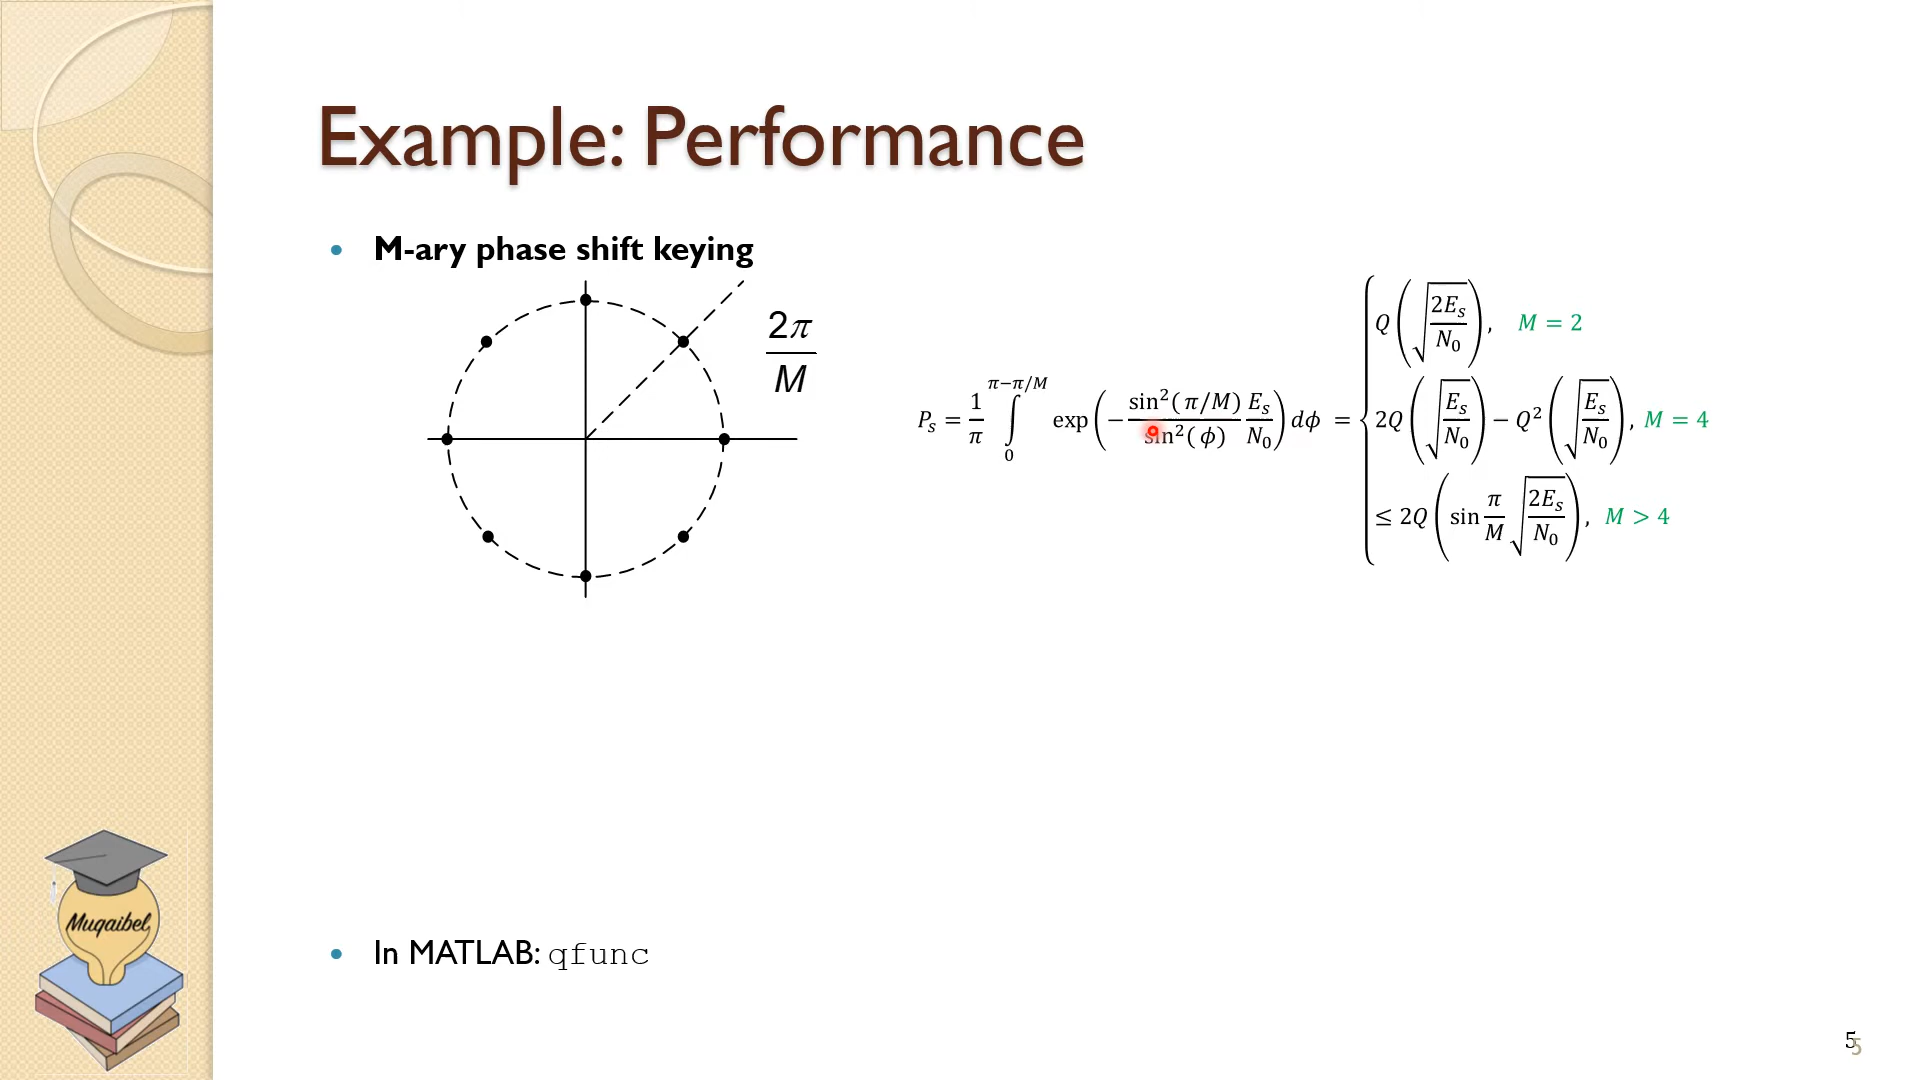 Example: Performance
• M-ary phase shift keying
2π/M
P_s = 1/π ∫_0^{π−π/M} exp(−(sin²(π/M)/sin²(ϕ)) (E_s/N_0)) dϕ = {
Q(√(2E_s/N_0)), M = 2
2Q(√(E_s/N_0)) − Q²(√(E_s/N_0)), M = 4
≤ 2Q(sin π/M √(2E_s/N_0)), M > 4
Muqaibel
• In MATLAB: qfunc
5
5